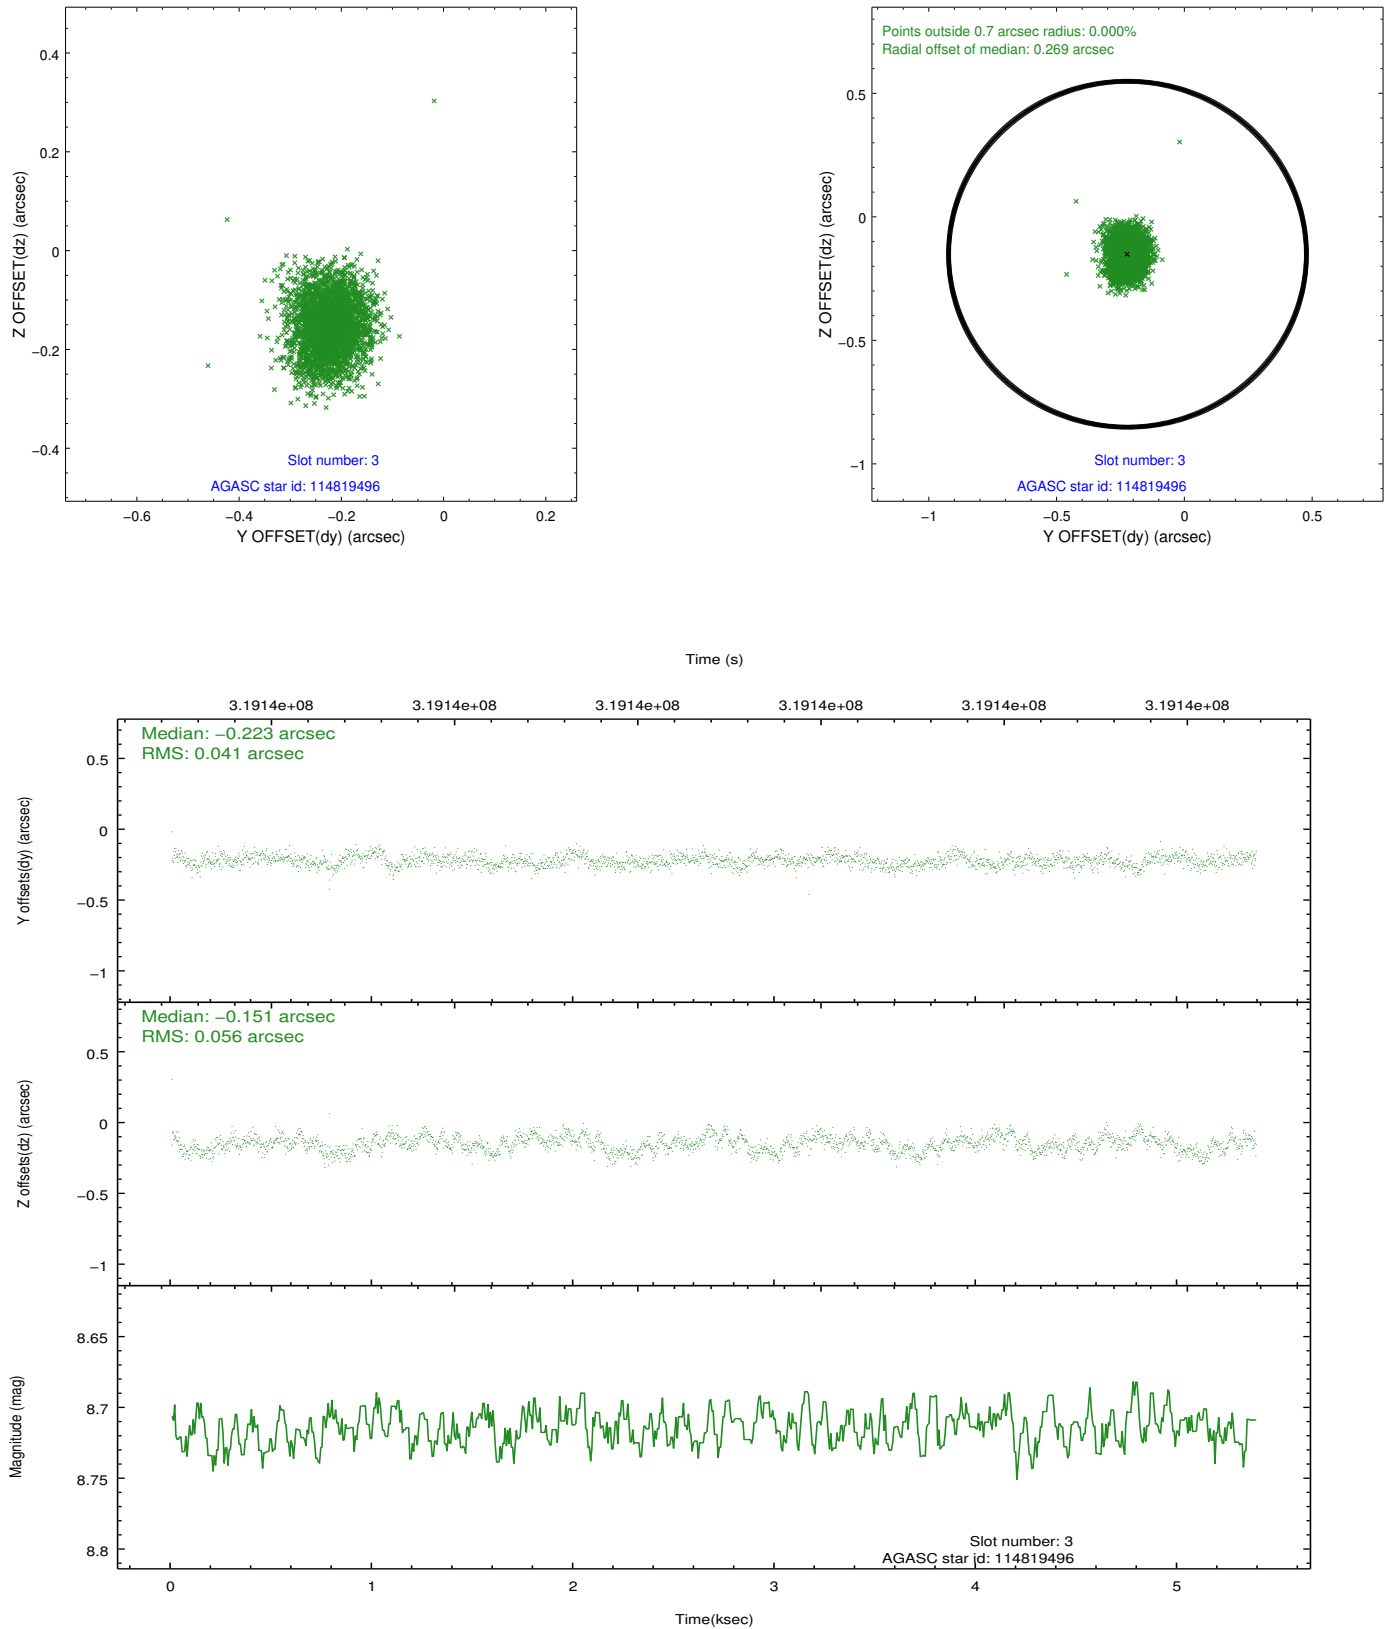 0.4
0.2
0
−0.2
−0.4
Z OFFSET(dz) (arcsec)
Slot number: 3
AGASC star id: 114819496
−0.6
−0.4
−0.2
0
0.2
Y OFFSET(dy) (arcsec)
Points outside 0.7 arcsec radius: 0.000%
Radial offset of median: 0.269 arcsec
0.5
0
−0.5
−1
Z OFFSET(dz) (arcsec)
Slot number: 3
AGASC star id: 114819496
−1
−0.5
0
0.5
Y OFFSET(dy) (arcsec)
Time (s)
3.1914e+08 3.1914e+08 3.1914e+08 3.1914e+08 3.1914e+08 3.1914e+08
Median: −0.223 arcsec
RMS: 0.041 arcsec
0.5
0
−0.5
−1
Y offsets(dy) (arcsec)
Median: −0.151 arcsec
RMS: 0.056 arcsec
0.5
0
−0.5
−1
Z offsets(dz) (arcsec)
8.65
8.7
8.75
8.8
Magnitude (mag)
Slot number: 3
AGASC star id: 114819496
0 1 2 3 4 5
Time(ksec)